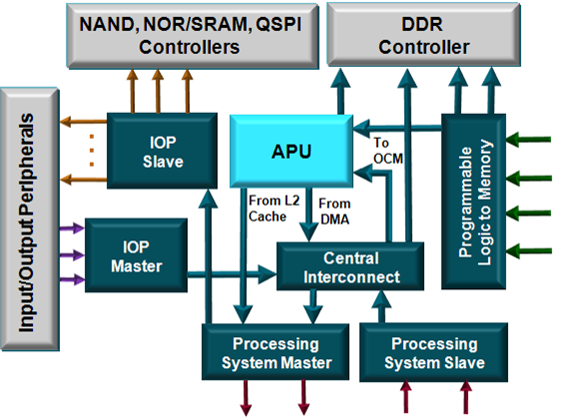 NAND, NOR/SRAM, QSPI
Controllers
DDR
Controller
Input/Output Peripherals
IOP
Slave
APU
To
OCM
Programmable
Logic to Memory
From L2
Cache
From
DMA
IOP
Master
Central
Interconnect
Processing
System Master
Processing
System Slave